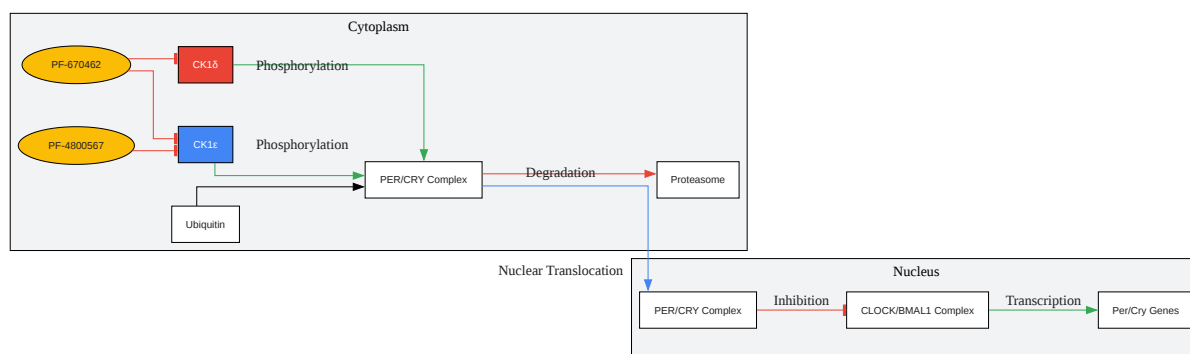 Cytoplasm
PF-670462
CK1δ
Phosphorylation
PF-4800567
CK1ε
Phosphorylation
PER/CRY Complex
Degradation
Proteasome
Ubiquitin
Nuclear Translocation
Nucleus
PER/CRY Complex
Inhibition
CLOCK/BMAL1 Complex
Transcription
Per/Cry Genes